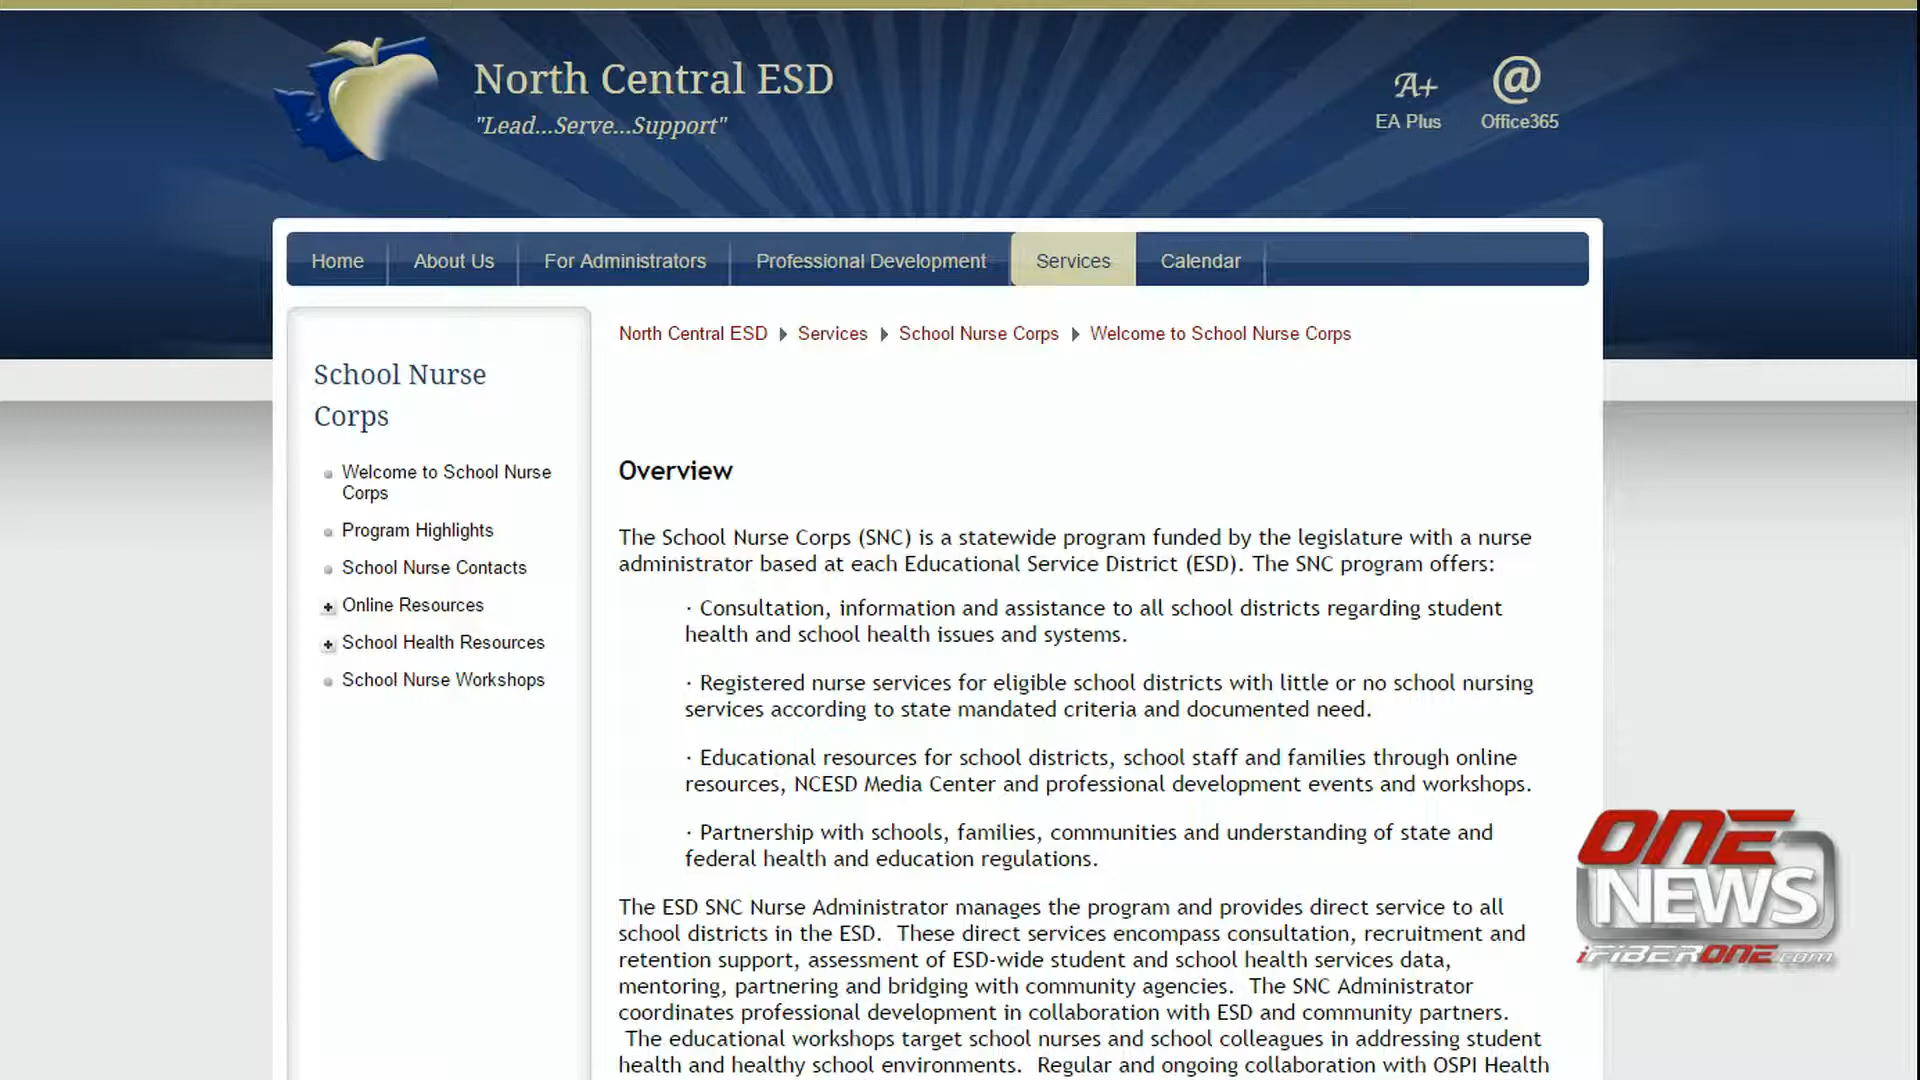 North Central ESD
"Lead...Serve...Support"
A+
EA Plus
@
Office365
Home
About Us
For Administrators
Professional Development
Services
Calendar
School Nurse
Corps
Welcome to School Nurse
Corps
Program Highlights
School Nurse Contacts
Online Resources
School Health Resources
School Nurse Workshops
North Central ESD
Services
School Nurse Corps
Welcome to School Nurse Corps
Overview
The School Nurse Corps (SNC) is a statewide program funded by the legislature with a nurse
administrator based at each Educational Service District (ESD). The SNC program offers:
· Consultation, information and assistance to all school districts regarding student
health and school health issues and systems.
· Registered nurse services for eligible school districts with little or no school nursing
services according to state mandated criteria and documented need.
· Educational resources for school districts, school staff and families through online
resources, NCESD Media Center and professional development events and workshops.
· Partnership with schools, families, communities and understanding of state and
federal health and education regulations.
The ESD SNC Nurse Administrator manages the program and provides direct service to all
school districts in the ESD. These direct services encompass consultation, recruitment and
retention support, assessment of ESD-wide student and school health services data,
mentoring, partnering and bridging with community agencies. The SNC Administrator
coordinates professional development in collaboration with ESD and community partners.
The educational workshops target school nurses and school colleagues in addressing student
health and healthy school environments. Regular and ongoing collaboration with OSPI Health
ONE
NEWS
iFIBERONE.com